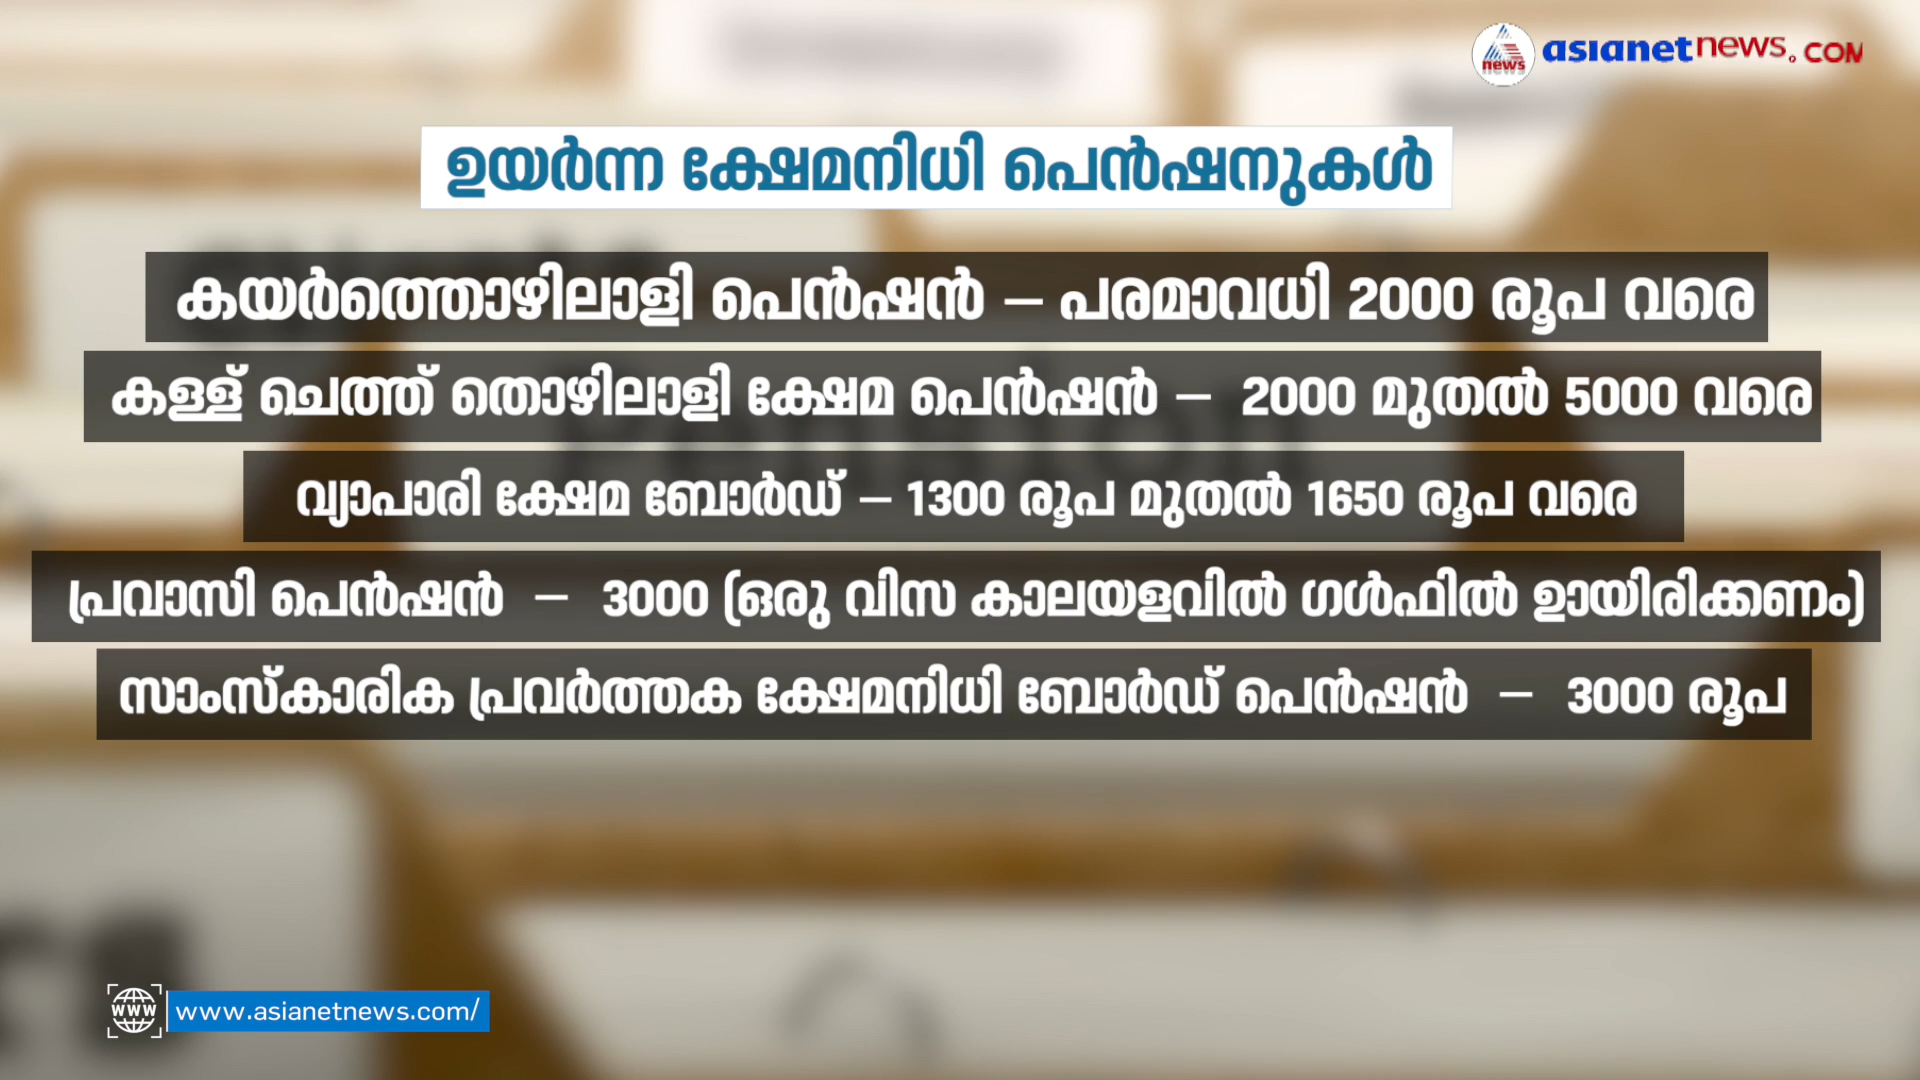 news
asianetnews.COM
ഉയർന്ന ക്ഷേമനിധി പെൻഷനുകൾ
കയർത്തൊഴിലാളി പെൻഷൻ – പരമാവധി 2000 രൂപ വരെ
കള്ള് ചെത്ത് തൊഴിലാളി ക്ഷേമ പെൻഷൻ – 2000 മുതൽ 5000 വരെ
വ്യാപാരി ക്ഷേമ ബോർഡ് – 1300 രൂപ മുതൽ 1650 രൂപ വരെ
പ്രവാസി പെൻഷൻ – 3000 (ഒരു വിസ കാലയളവിൽ ഗൾഫിൽ ഉായിരിക്കണം)
സാംസ്കാരിക പ്രവർത്തക ക്ഷേമനിധി ബോർഡ് പെൻഷൻ – 3000 രൂപ
www www.asianetnews.com/